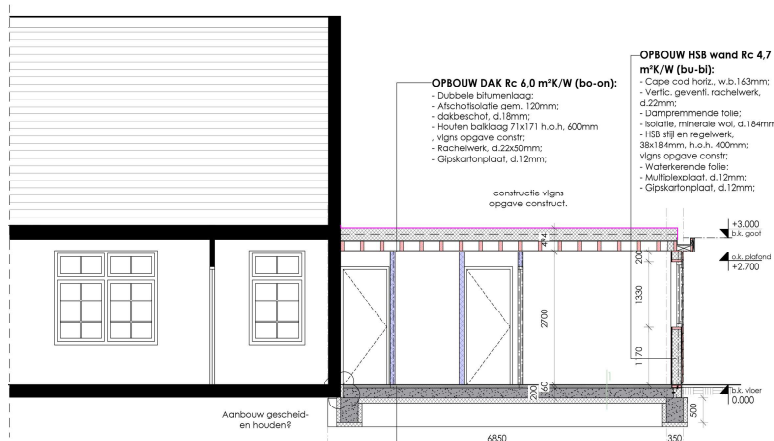 OPBOUW DAK Rc 6,0 m²K/W (bo-on):
- Dubbele bitumenlaag;
- Afschotisolatie gem. 120mm;
- dakbeschot, d.18mm;
- Houten balklaag 71x171 h.o.h. 600mm
, vlgns opgave constr;
- Rachelwerk, d.22x50mm;
- Gipskartonplaat, d.12mm;
OPBOUW HSB wand Rc 4,7
m²K/W (bu-bi):
- Cape cod horiz., w.b.163mm;
- Vertic. geventi. rachelwerk,
d.22mm;
- Dampremmende folie;
- Isolatie, minerale wol, d.184mm
- HSB stijl en regelwerk,
38x184mm, h.o.h. 400mm;
vlgns opgave constr;
- Waterkerende folie;
- Multiplexplaat, d.12mm;
- Gipskartonplaat, d.12mm;
constructie vlgns
opgave construct.
+3.000
b.k. goot
o.k. plafond
+2.700
200
1330
2700
1170
200
b.k. vloer
0.000
500
Aanbouw gescheid-
en houden?
6850
350